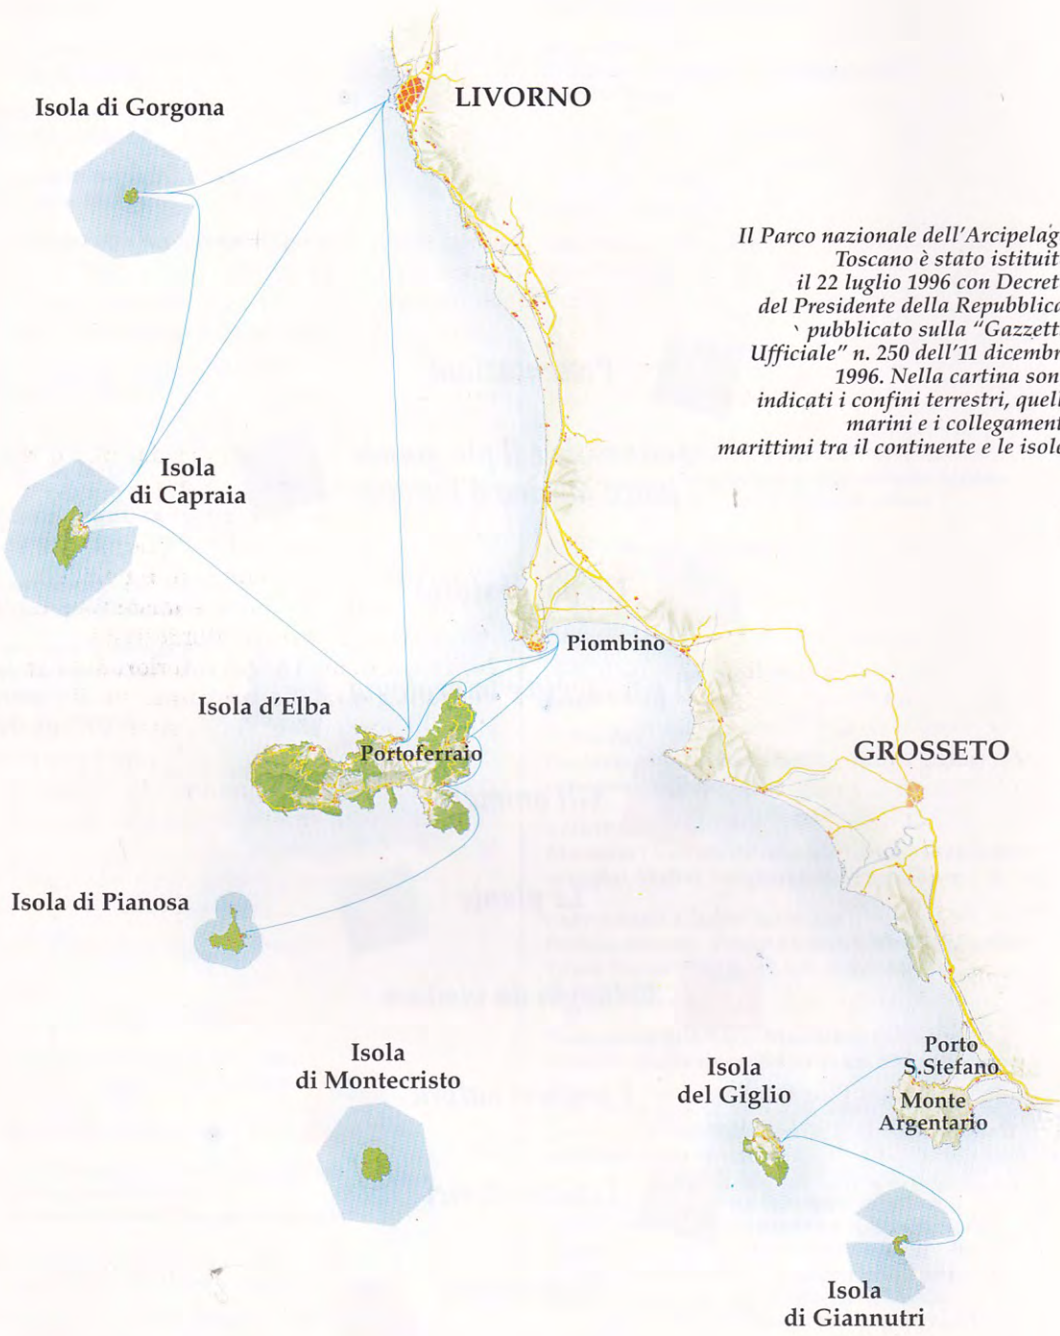 Isola di Gorgona
LIVORNO
Il Parco nazionale dell'Arcipelag
Toscano è stato istituit
il 22 luglio 1996 con Decret
del Presidente della Repubblica
pubblicato sulla "Gazzett
Ufficiale" n. 250 dell'11 dicembr
1996. Nella cartina son
indicati i confini terrestri, quell
marini e i collegament
marittimi tra il continente e le isole
Isola
di Capraia
Piombino
Isola d'Elba
Portoferraio
GROSSETO
Isola di Pianosa
Isola
di Montecristo
Isola
del Giglio
Porto
S.Stefano
Monte
Argentario
Isola
di Giannutri